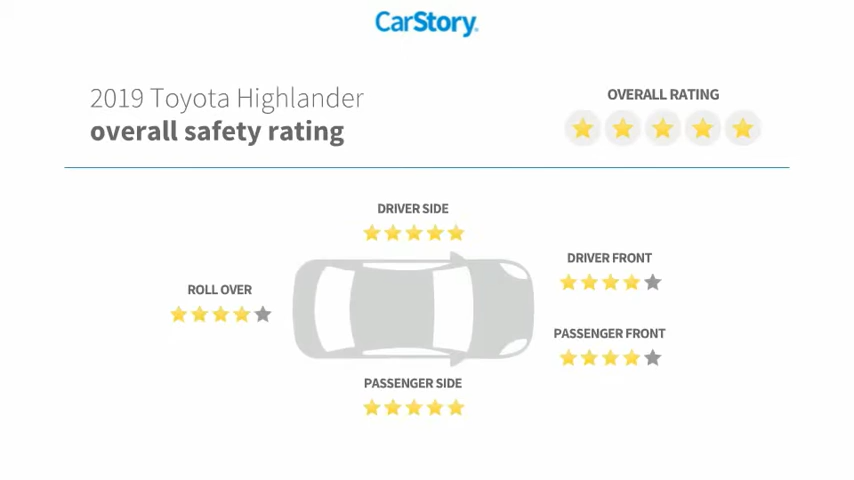 CarStory.
2019 Toyota Highlander
overall safety rating
OVERALL RATING
DRIVER SIDE
DRIVER FRONT
ROLL OVER
PASSENGER FRONT
PASSENGER SIDE